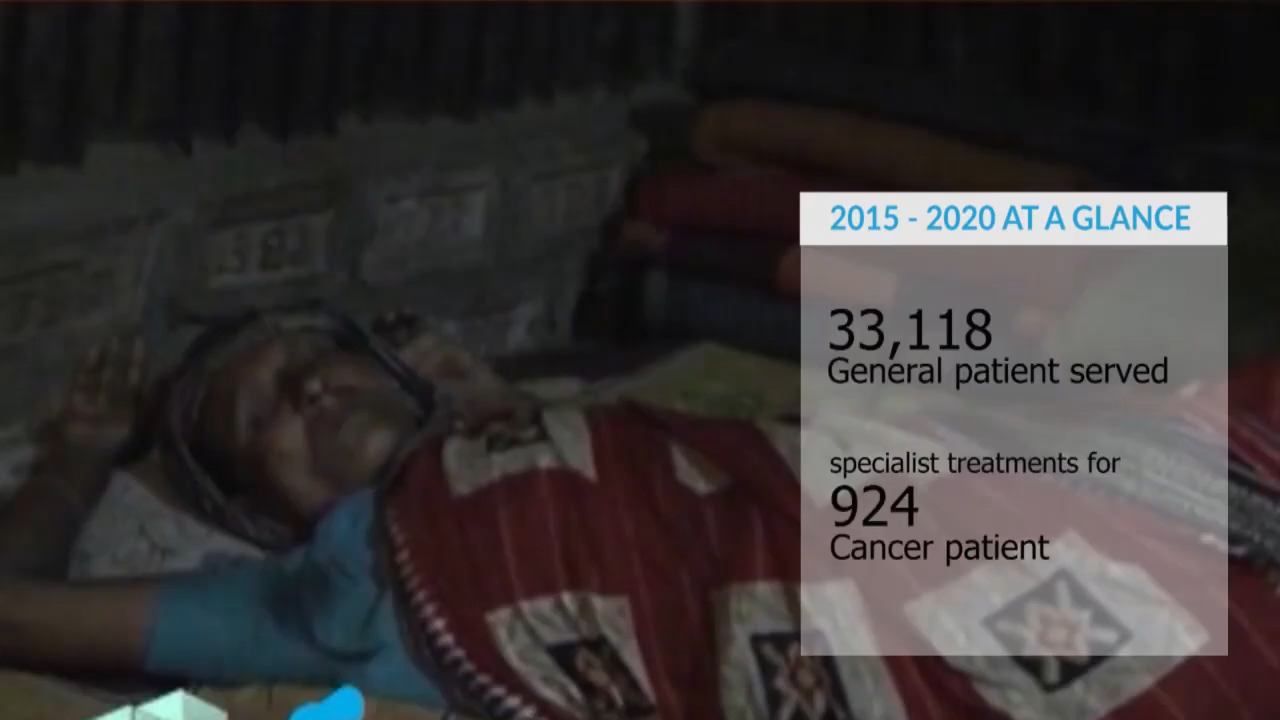 2015 - 2020 AT A GLANCE
33,118
General patient served
specialist treatments for
924
Cancer patient